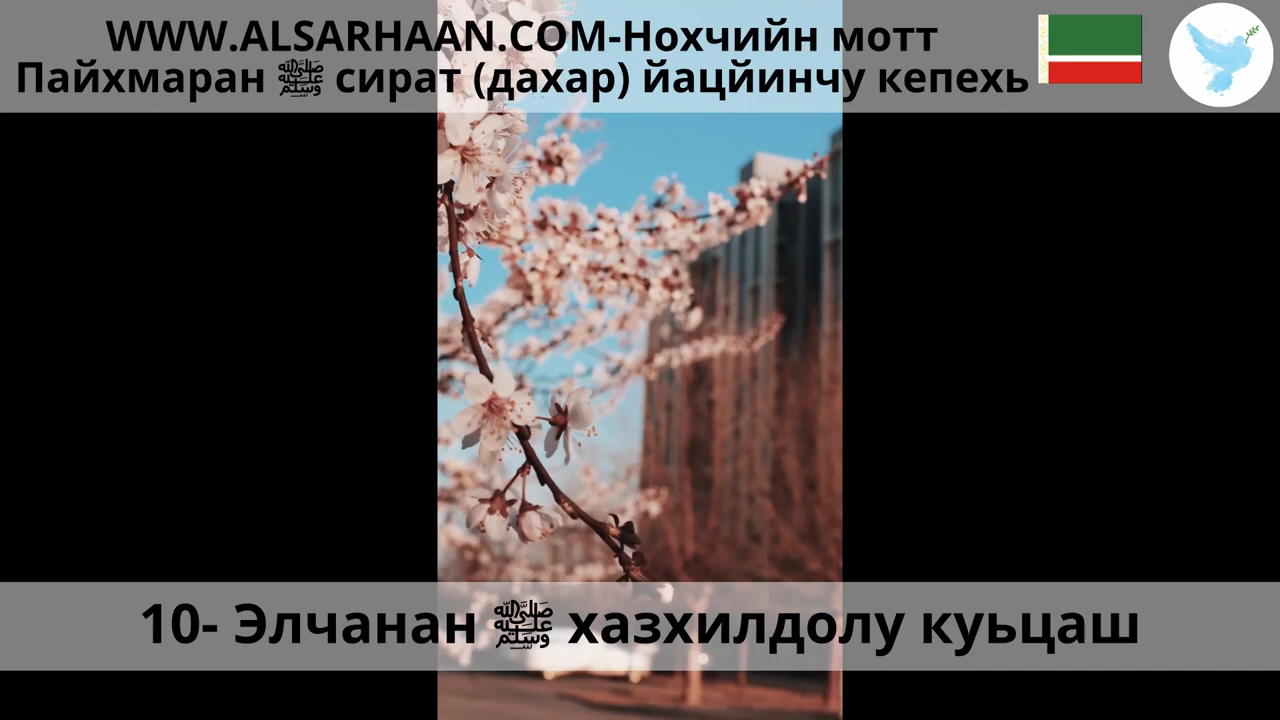 WWW.ALSARHAAN.COM-Нохчийн мотт
Пайхмаран ﷺ сират (дахар) йацйинчу кепехь
10- Элчанан ﷺ хазхилдолу куьцаш